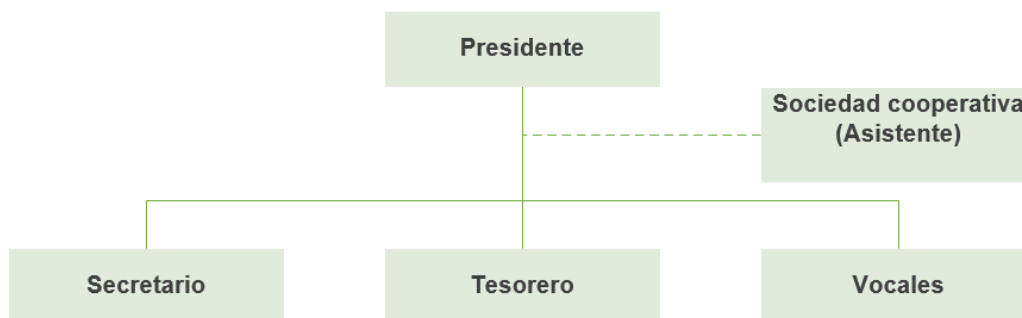 Presidente
Sociedad cooperativa
(Asistente)
Secretario
Tesorero
Vocales